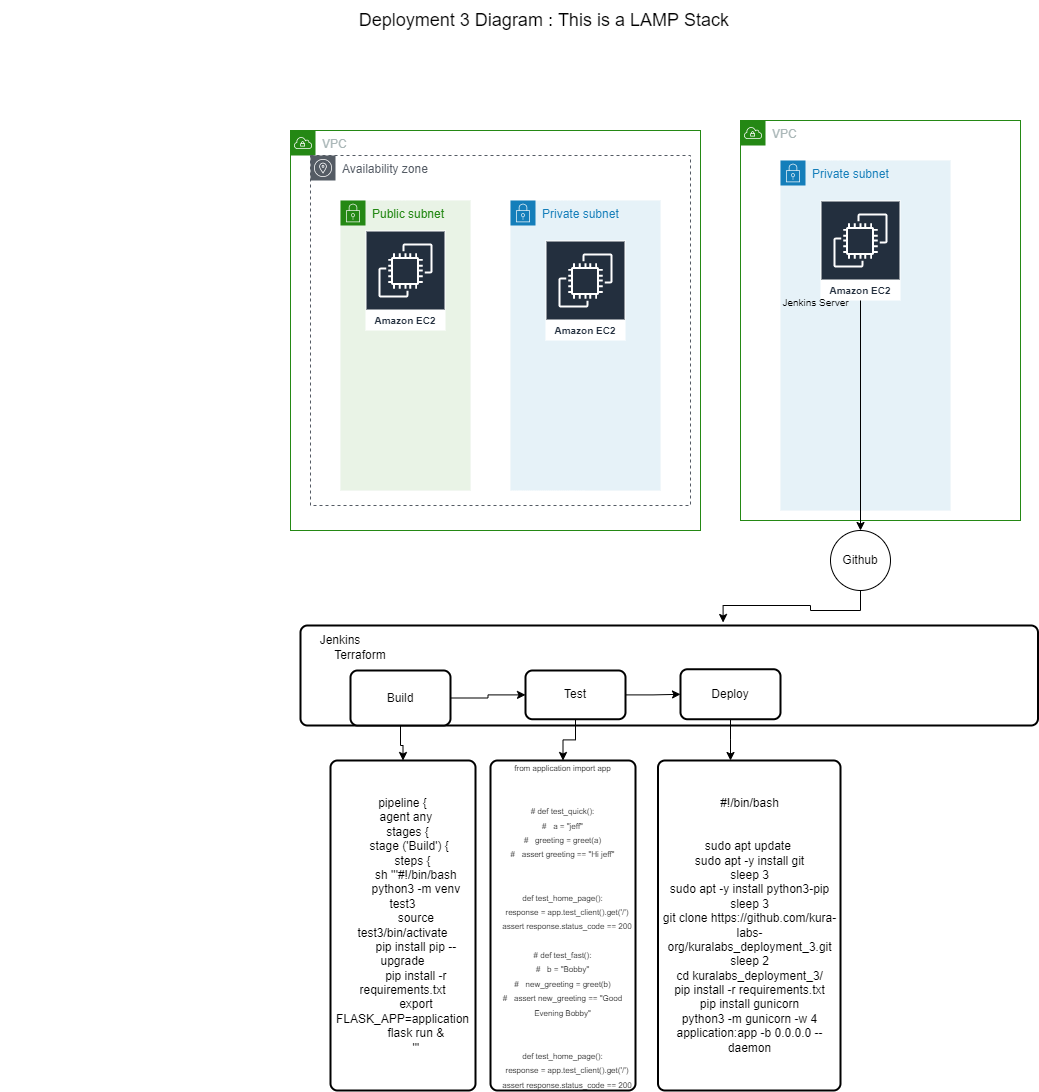 Deployment 3 Diagram : This is a LAMP Stack
VPC
Availability zone
Public subnet
Amazon EC2
Private subnet
Amazon EC2
VPC
Private subnet
Amazon EC2
Jenkins Server
Github
Jenkins
Terraform
Build
Test
Deploy
pipeline {
agent any
stages {
stage ('Build') {
steps {
sh '''#!/bin/bash
python3 -m venv
test3
source
test3/bin/activate
pip install pip --
upgrade
pip install -r
requirements.txt
export
FLASK_APP=application
flask run &
'''
from application import app
# def test_quick():
# a = "jeff"
# greeting = greet(a)
# assert greeting == "Hi jeff"
def test_home_page():
response = app.test_client().get('/')
assert response.status_code == 200
# def test_fast():
# b = "Bobby"
# new_greeting = greet(b)
# assert new_greeting == "Good
Evening Bobby"
def test_home_page():
response = app.test_client().get('/')
assert response.status_code == 200
#!/bin/bash
sudo apt update
sudo apt -y install git
sleep 3
sudo apt -y install python3-pip
sleep 3
git clone https://github.com/kura-
labs-
org/kuralabs_deployment_3.git
sleep 2
cd kuralabs_deployment_3/
pip install -r requirements.txt
pip install gunicorn
python3 -m gunicorn -w 4
application:app -b 0.0.0.0 --
daemon